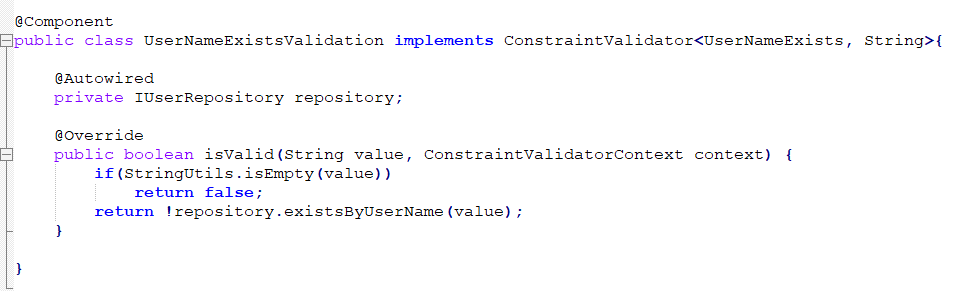 @Component
public class UserNameExistsValidation implements ConstraintValidator<UserNameExists, String>{
@Autowired
private IUserRepository repository;
@Override
public boolean isValid(String value, ConstraintValidatorContext context) {
if(StringUtils.isEmpty(value))
return false;
return !repository.existsByUserName(value);
}
}